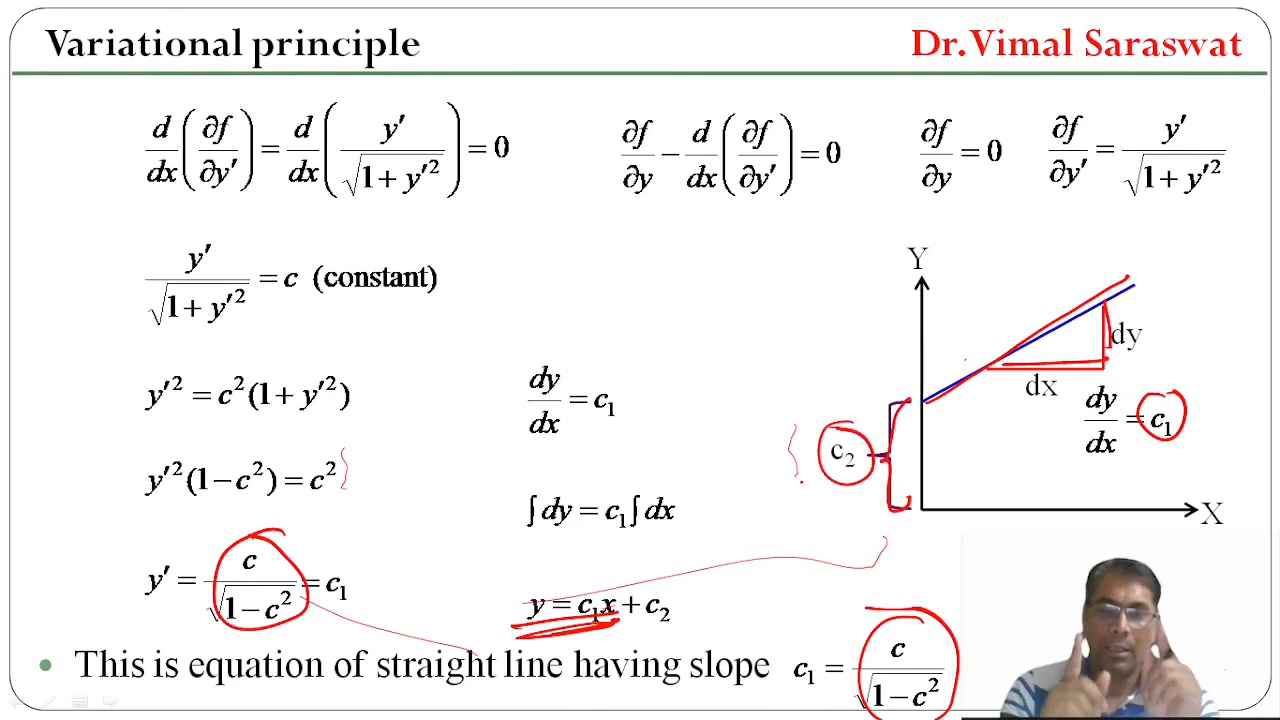 Variational principle
Dr.Vimal Saraswat
d/dx (∂f/∂y′) = d/dx (y′/√(1 + y′²)) = 0
∂f/∂y − d/dx (∂f/∂y′) = 0
∂f/∂y = 0
∂f/∂y′ = y′/√(1 + y′²)
y′/√(1 + y′²) = c (constant)
y′² = c²(1 + y′²)
y′²(1 − c²) = c²
y′ = c/√(1 − c²) = c₁
dy/dx = c₁
∫ dy = c₁ ∫ dx
y = c₁x + c₂
Y
dy
dx
dy/dx = c₁
c₂
X
• This is equation of straight line having slope c₁ = c/√(1 − c²)